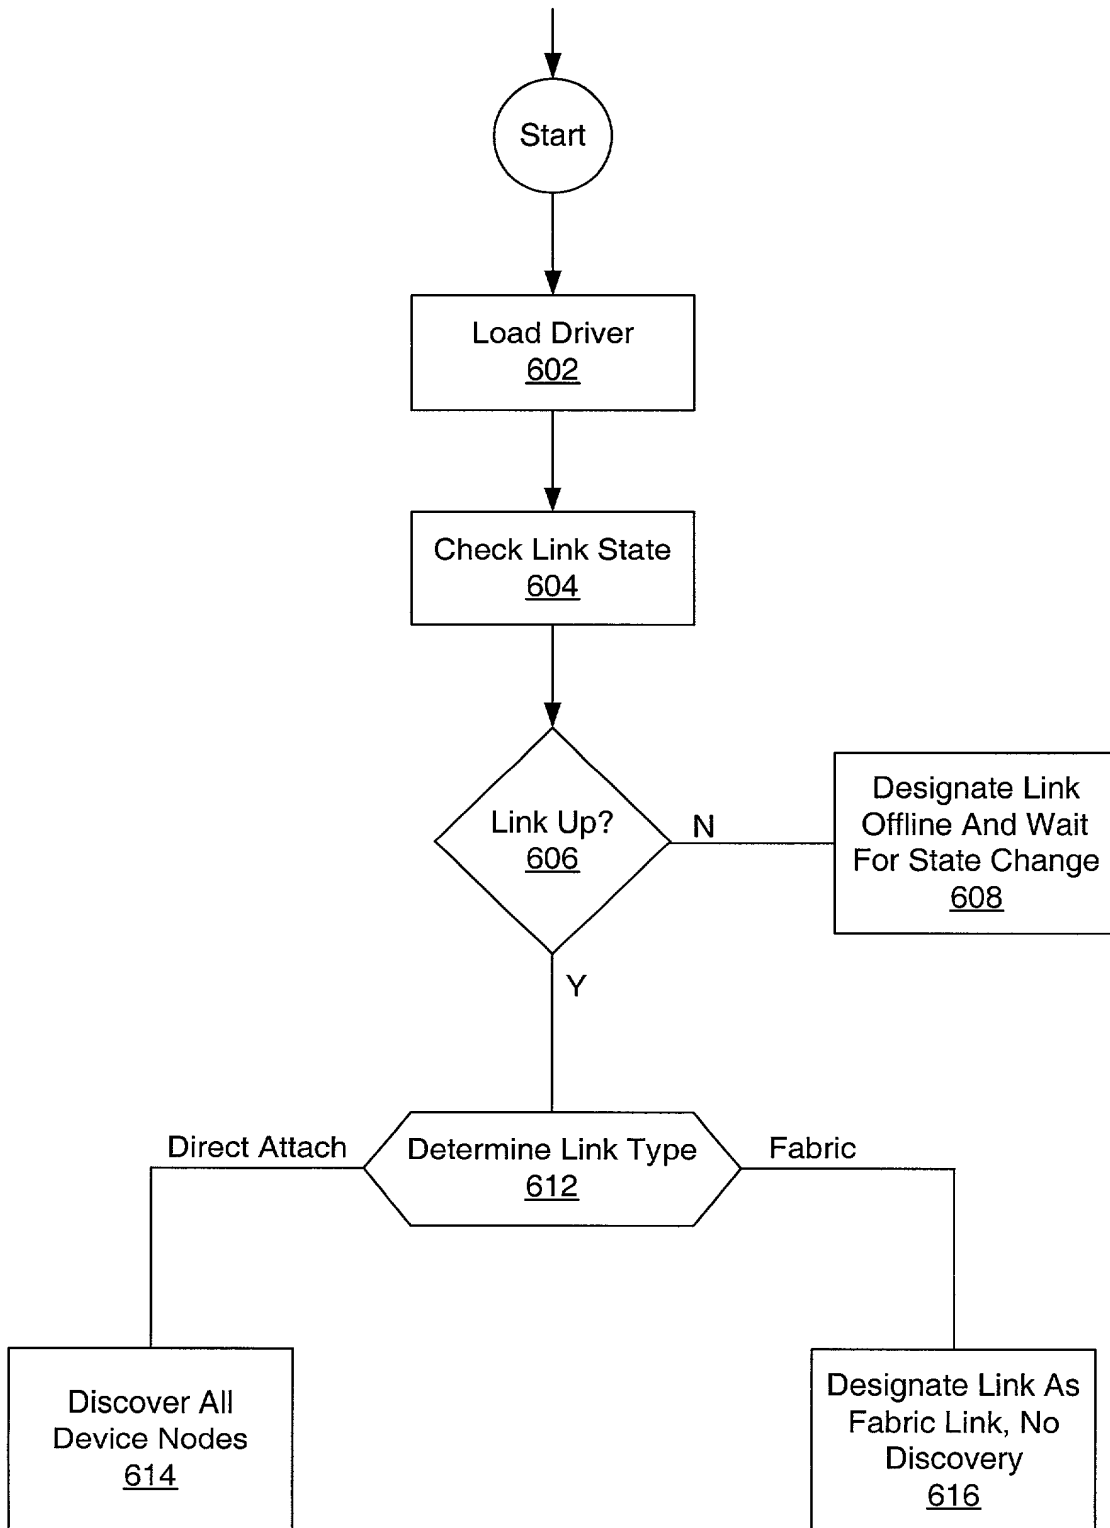 Start
Load Driver
602
Check Link State
604
Link Up?
606
N
Designate Link
Offline And Wait
For State Change
608
Y
Direct Attach
Determine Link Type
612
Fabric
Discover All
Device Nodes
614
Designate Link As
Fabric Link, No
Discovery
616